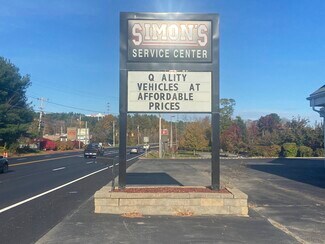 SIMON'S
SERVICE CENTER
Q ALITY
VEHICLES AT
AFFORDABLE
PRICES